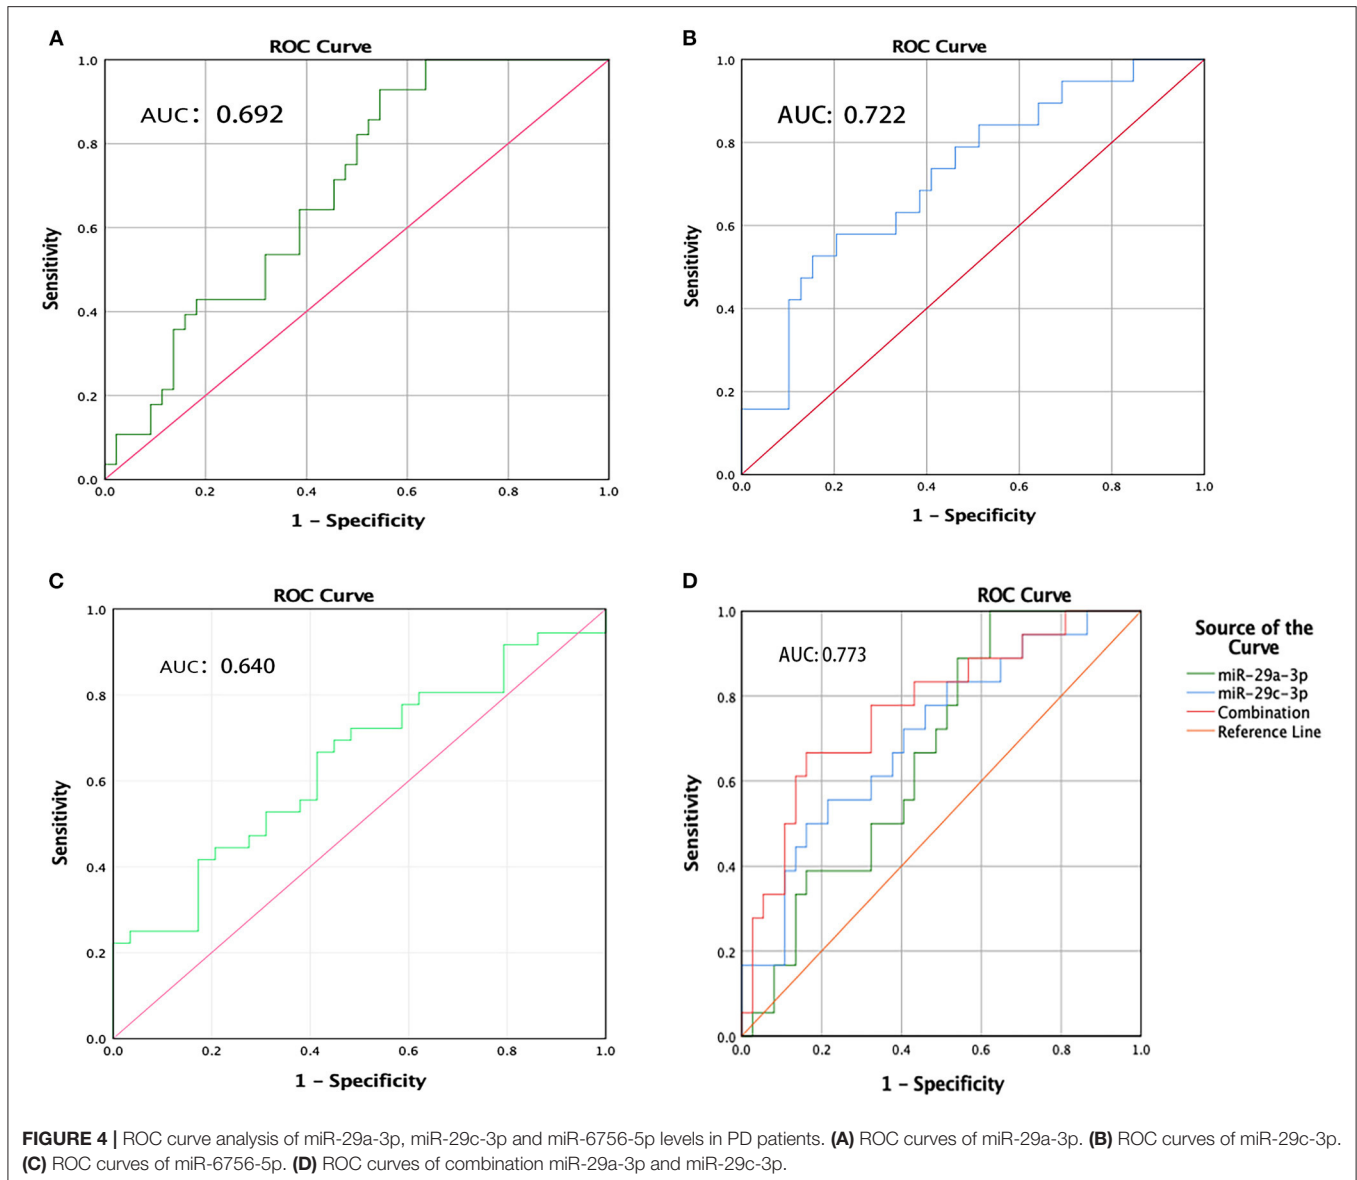 A
ROC Curve
AUC: 0.692
1.0
0.8
0.6
0.4
0.2
0.0
Sensitivity
0.0 0.2 0.4 0.6 0.8 1.0
1 – Specificity
B
ROC Curve
AUC: 0.722
1.0
0.8
0.6
0.4
0.2
0.0
Sensitivity
0.0 0.2 0.4 0.6 0.8 1.0
1 – Specificity
C
ROC Curve
AUC: 0.640
1.0
0.8
0.6
0.4
0.2
0.0
Sensitivity
0.0 0.2 0.4 0.6 0.8 1.0
1 – Specificity
D
ROC Curve
AUC: 0.773
1.0
0.8
0.6
0.4
0.2
0.0
Sensitivity
0.0 0.2 0.4 0.6 0.8 1.0
1 – Specificity
Source of the
Curve
miR-29a-3p
miR-29c-3p
Combination
Reference Line
FIGURE 4 | ROC curve analysis of miR-29a-3p, miR-29c-3p and miR-6756-5p levels in PD patients. (A) ROC curves of miR-29a-3p. (B) ROC curves of miR-29c-3p.
(C) ROC curves of miR-6756-5p. (D) ROC curves of combination miR-29a-3p and miR-29c-3p.